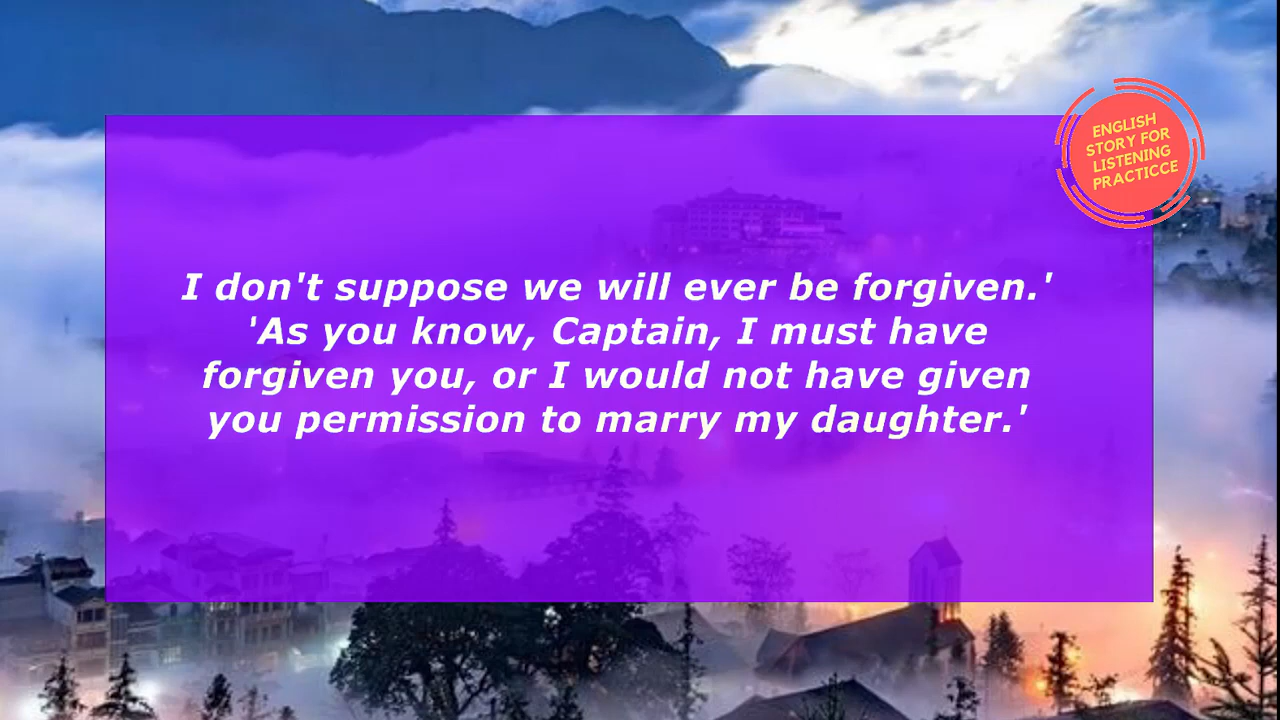 ENGLISH
STORY FOR
LISTENING
PRACTICCE
I don't suppose we will ever be forgiven.'
'As you know, Captain, I must have
forgiven you, or I would not have given
you permission to marry my daughter.'